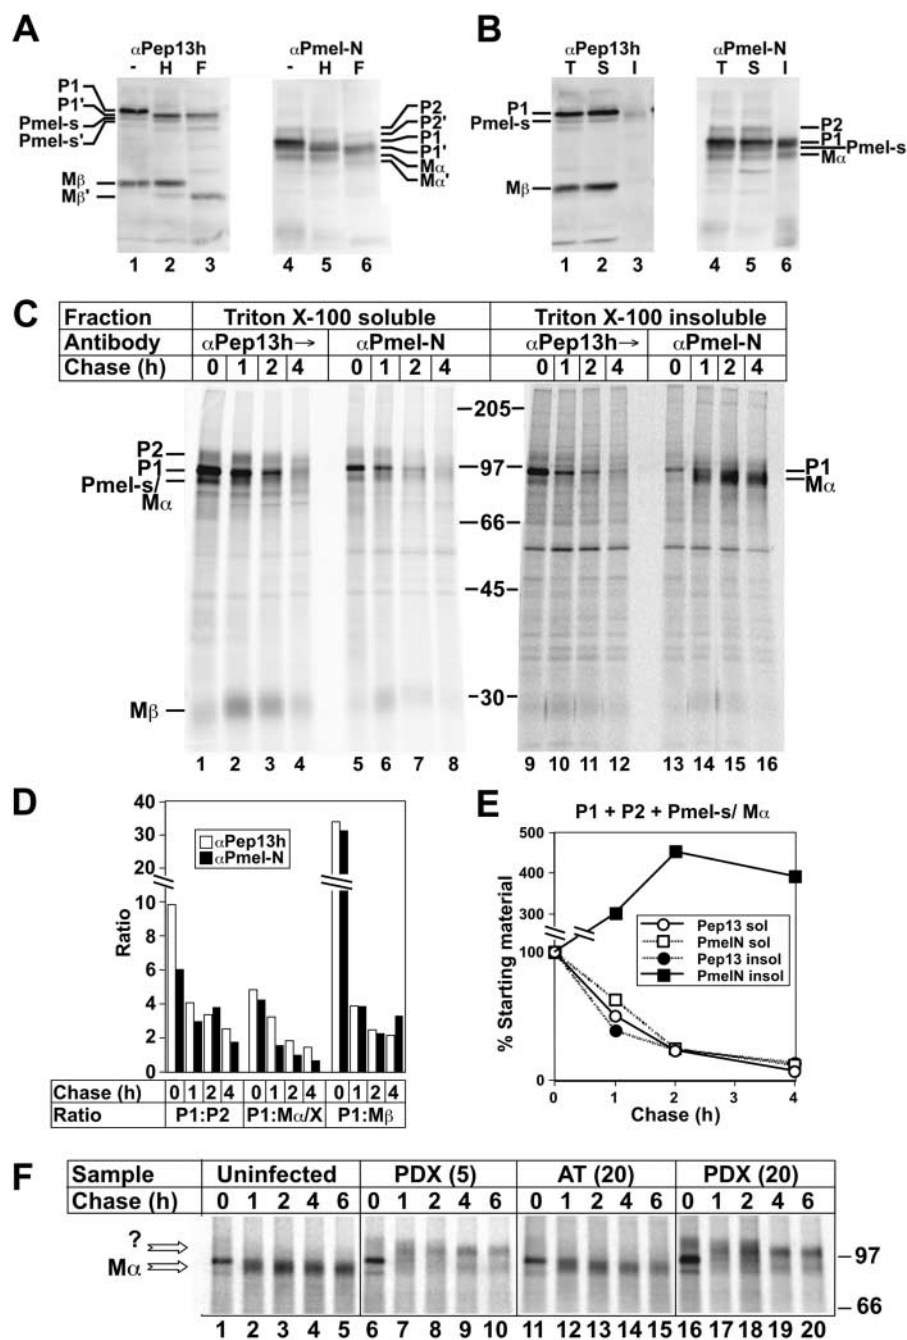 A
αPep13h
- H F
P1
P1'
Pmel-s
Pmel-s'
Mβ
Mβ'
1 2 3
αPmel-N
- H F
P2
P2'
P1
P1'
Mα
Mα'
4 5 6
B
αPep13h
T S I
P1
Pmel-s
Mβ
1 2 3
αPmel-N
T S I
P2
P1
Pmel-s
Mα
4 5 6
C
Fraction Triton X-100 soluble Triton X-100 insoluble
Antibody αPep13h→ αPmel-N αPep13h→ αPmel-N
Chase (h) 0 1 2 4 0 1 2 4 0 1 2 4 0 1 2 4
P2
P1
Pmel-s/
Mα
Mβ
205
97
66
45
30
P1
Mα
1 2 3 4 5 6 7 8 9 10 11 12 13 14 15 16
D
Ratio
40
30
20
10
8
6
4
2
0
αPep13h
αPmel-N
Chase (h) 0 1 2 4 0 1 2 4 0 1 2 4
Ratio P1:P2 P1:Mα/X P1:Mβ
E
P1 + P2 + Pmel-s/ Mα
% Starting material
500
400
300
100
0
Pep13 sol
PmelN sol
Pep13 insol
PmelN insol
0 1 2 3 4
Chase (h)
F
Sample Uninfected PDX (5) AT (20) PDX (20)
Chase (h) 0 1 2 4 6 0 1 2 4 6 0 1 2 4 6 0 1 2 4 6
?
Mα
97
66
1 2 3 4 5 6 7 8 9 10 11 12 13 14 15 16 17 18 19 20